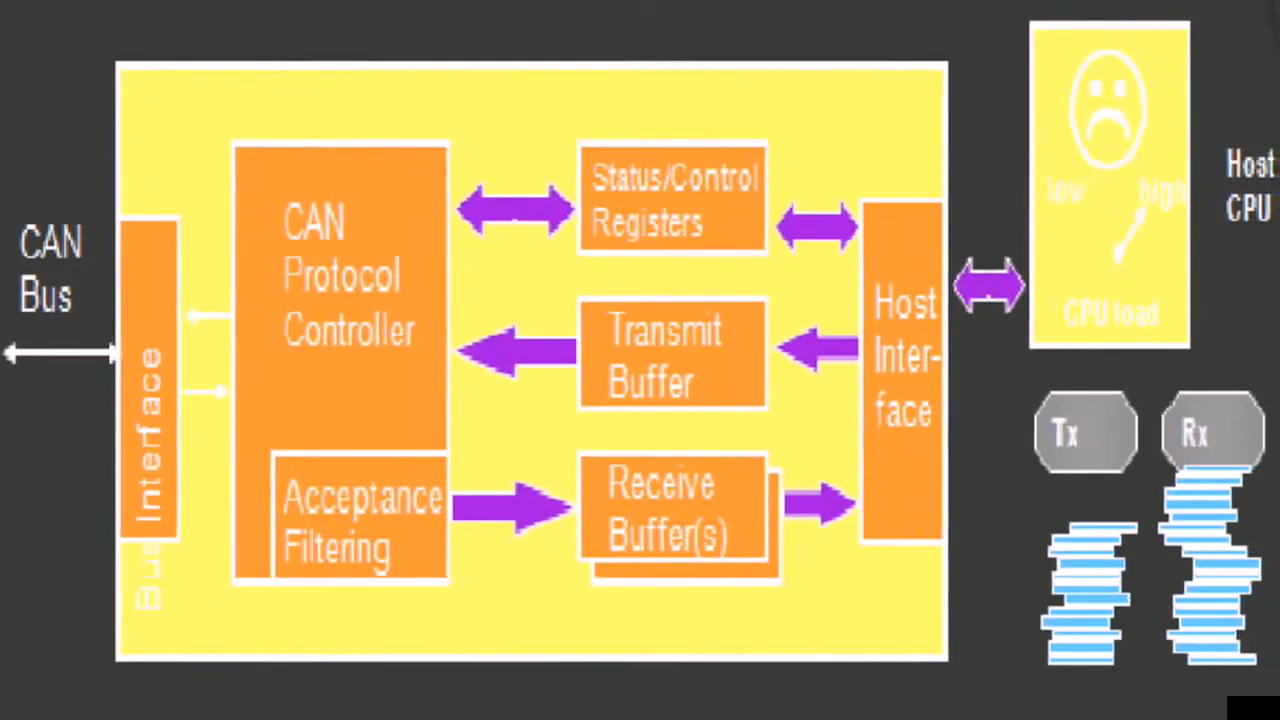 CAN
Bus
Bus Interface
CAN
Protocol
Controller
Acceptance
Filtering
Status/Control
Registers
Transmit
Buffer
Receive
Buffer(s)
Host
Inter-
face
low high
CPU load
Host
CPU
Tx
Rx